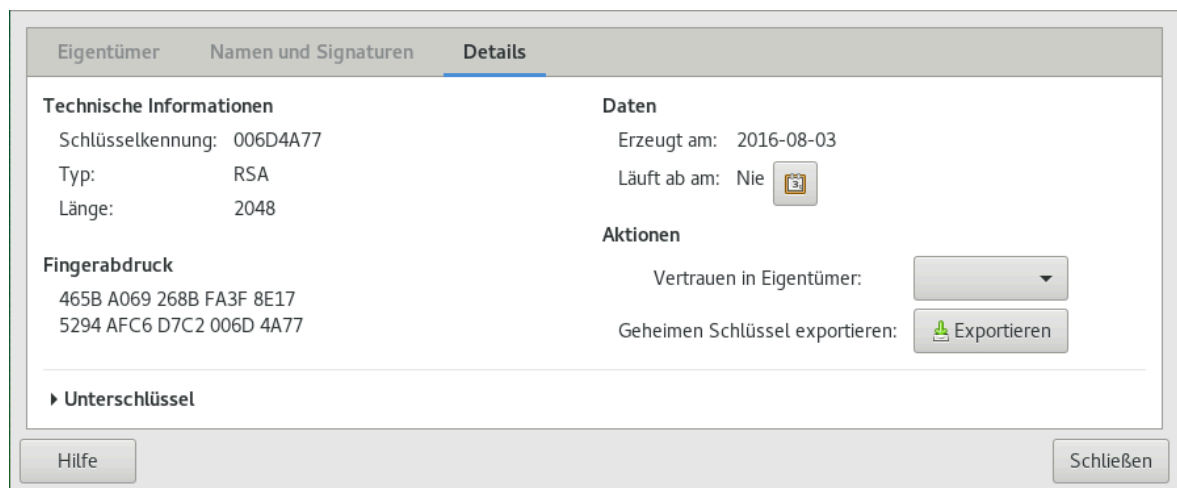 Eigentümer Namen und Signaturen Details
Technische Informationen
Schlüsselkennung: 006D4A77
Typ: RSA
Länge: 2048
Fingerabdruck
465B A069 268B FA3F 8E17
5294 AFC6 D7C2 006D 4A77
Daten
Erzeugt am: 2016-08-03
Läuft ab am: Nie 3
Aktionen
Vertrauen in Eigentümer:
Geheimen Schlüssel exportieren: Exportieren
Unterschlüssel
Hilfe Schließen